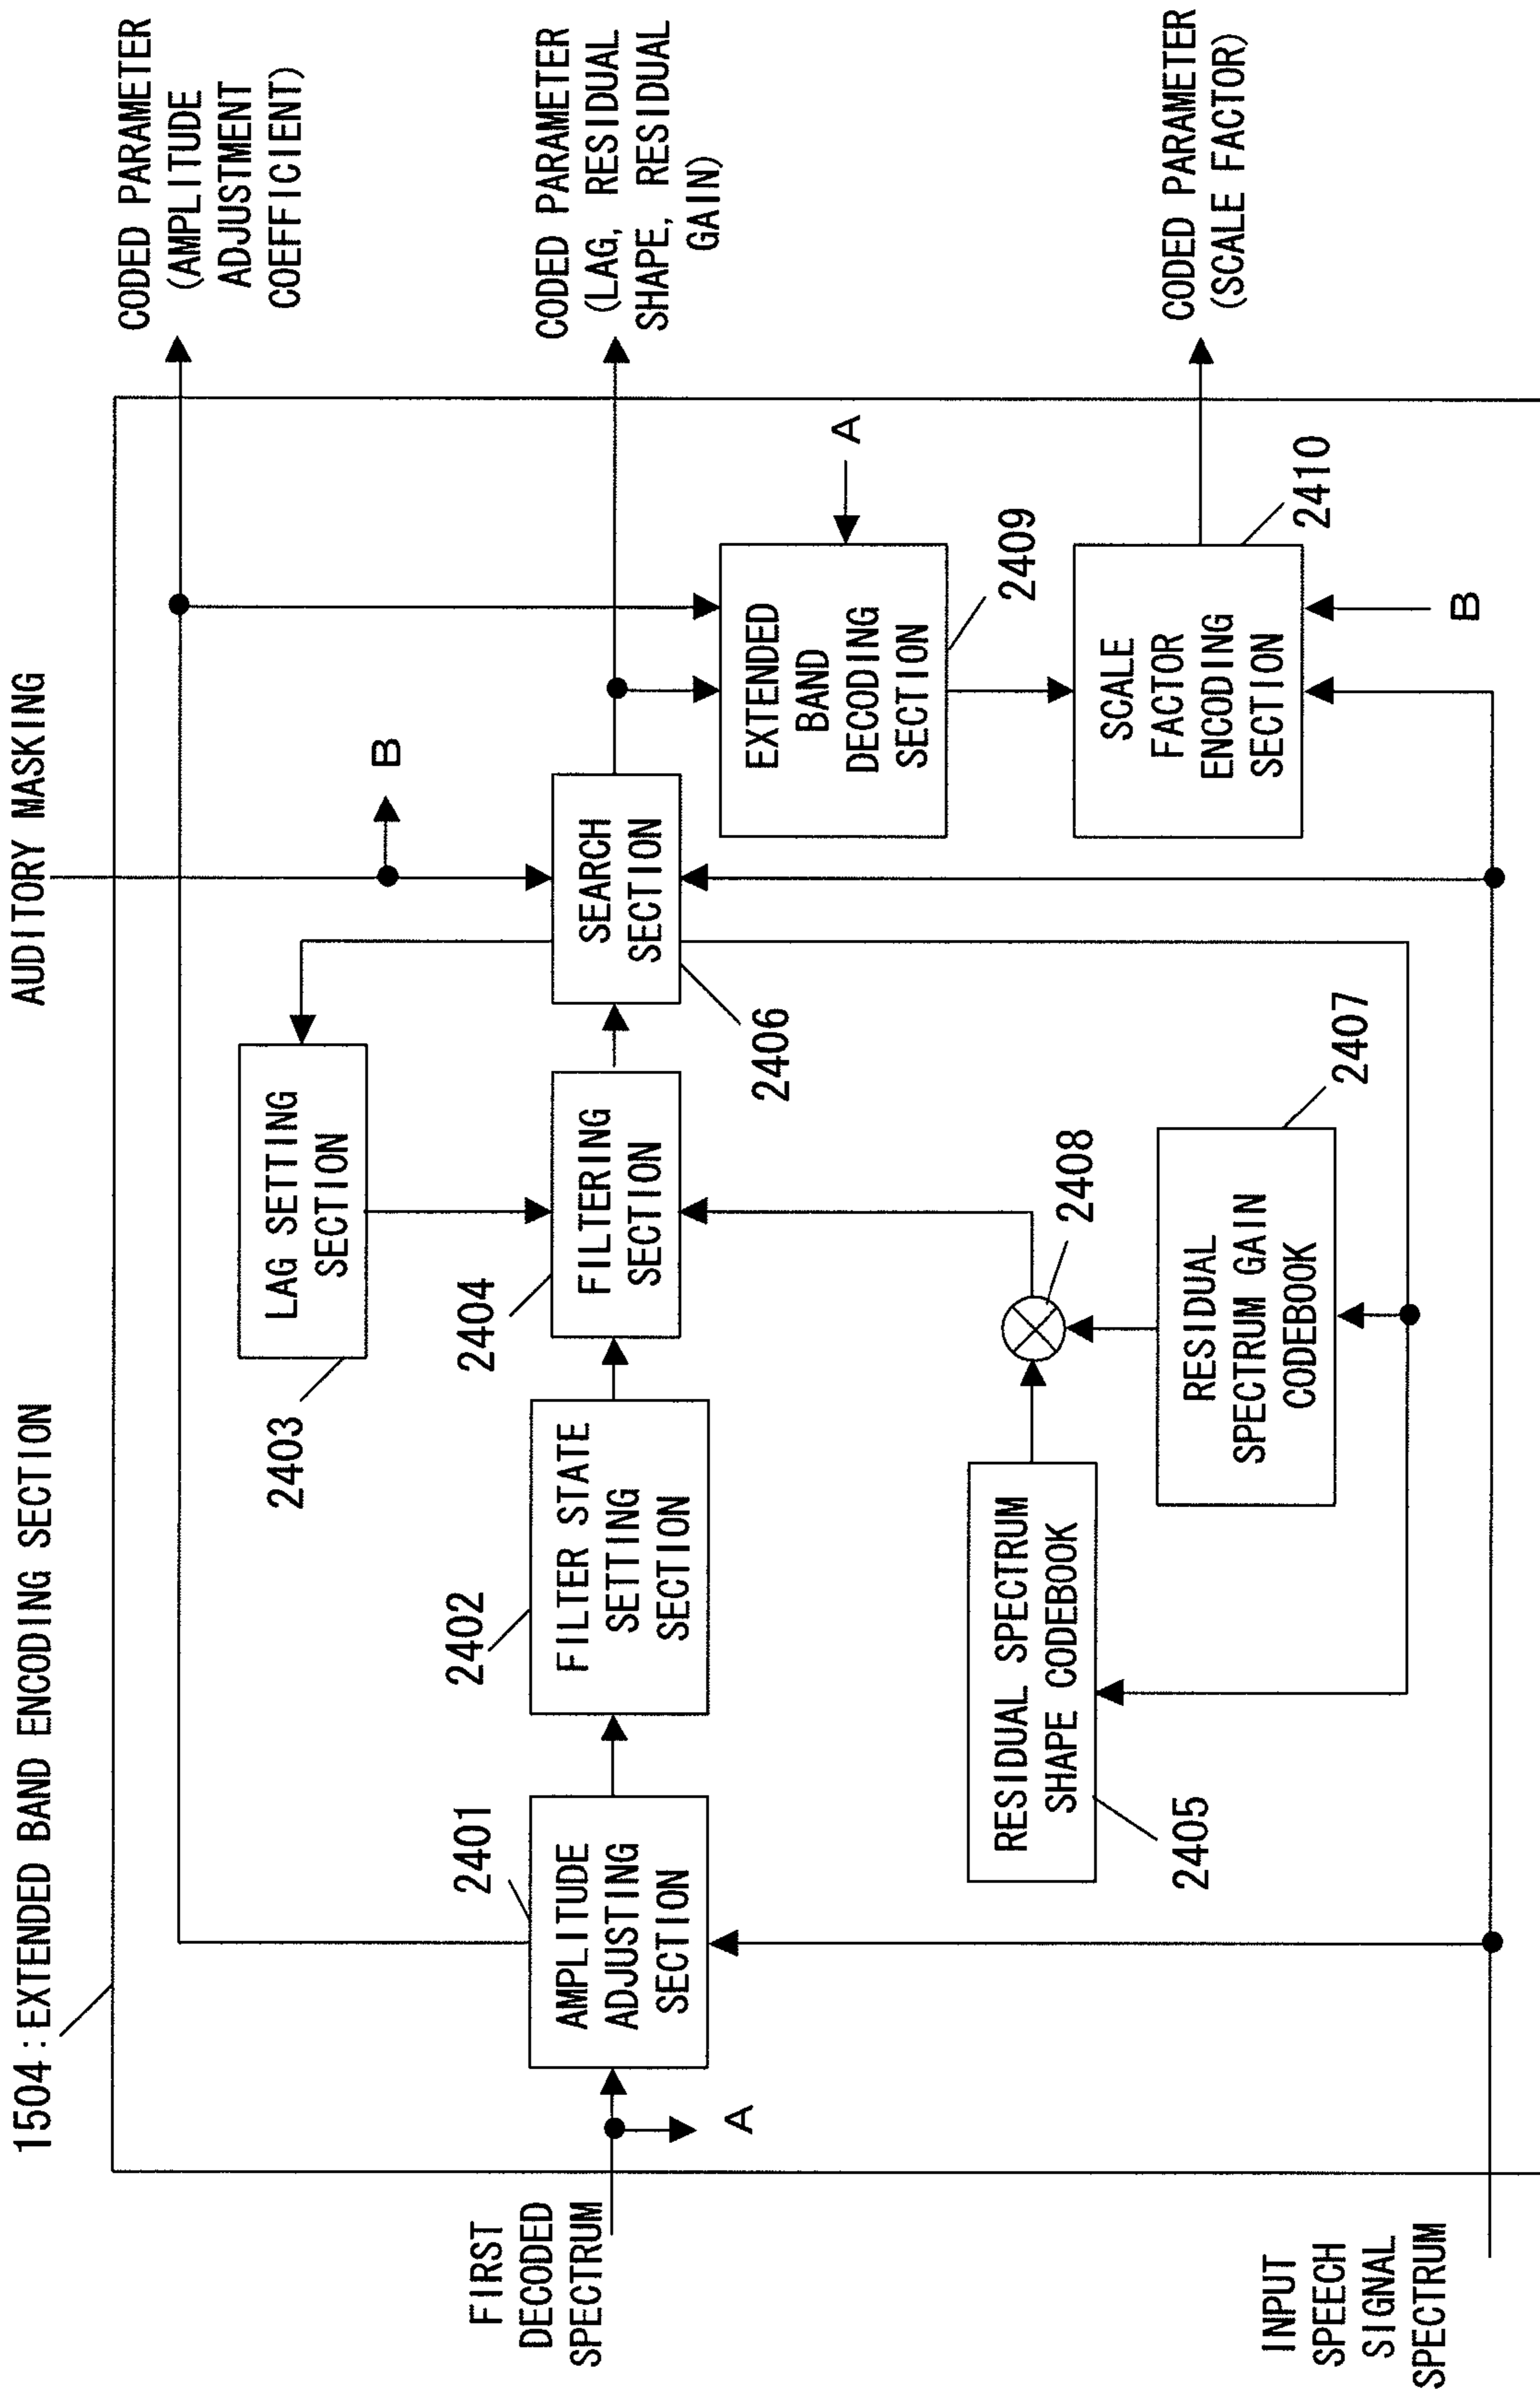 1504:EXTENDED BAND ENCODING SECTION
AUDITORY MASKING
CODED PARAMETER
(AMPLITUDE
ADJUSTMENT
COEFFICIENT)
B
LAG SETTING
SECTION
2403
FIRST
DECODED
SPECTRUM
A
2401
AMPLITUDE
ADJUSTING
SECTION
2402
FILTER STATE
SETTING
SECTION
2404
FILTERING
SECTION
SEARCH
SECTION
2406
CODED PARAMETER
(LAG, RESIDUAL
SHAPE, RESIDUAL
GAIN)
EXTENDED
BAND
DECODING
SECTION
A
2409
RESIDUAL SPECTRUM
SHAPE CODEBOOK
2405
2408
RESIDUAL
SPECTRUM GAIN
CODEBOOK
2407
SCALE
FACTOR
ENCODING
SECTION
2410
B
CODED PARAMETER
(SCALE FACTOR)
INPUT
SPEECH
SIGNAL
SPECTRUM